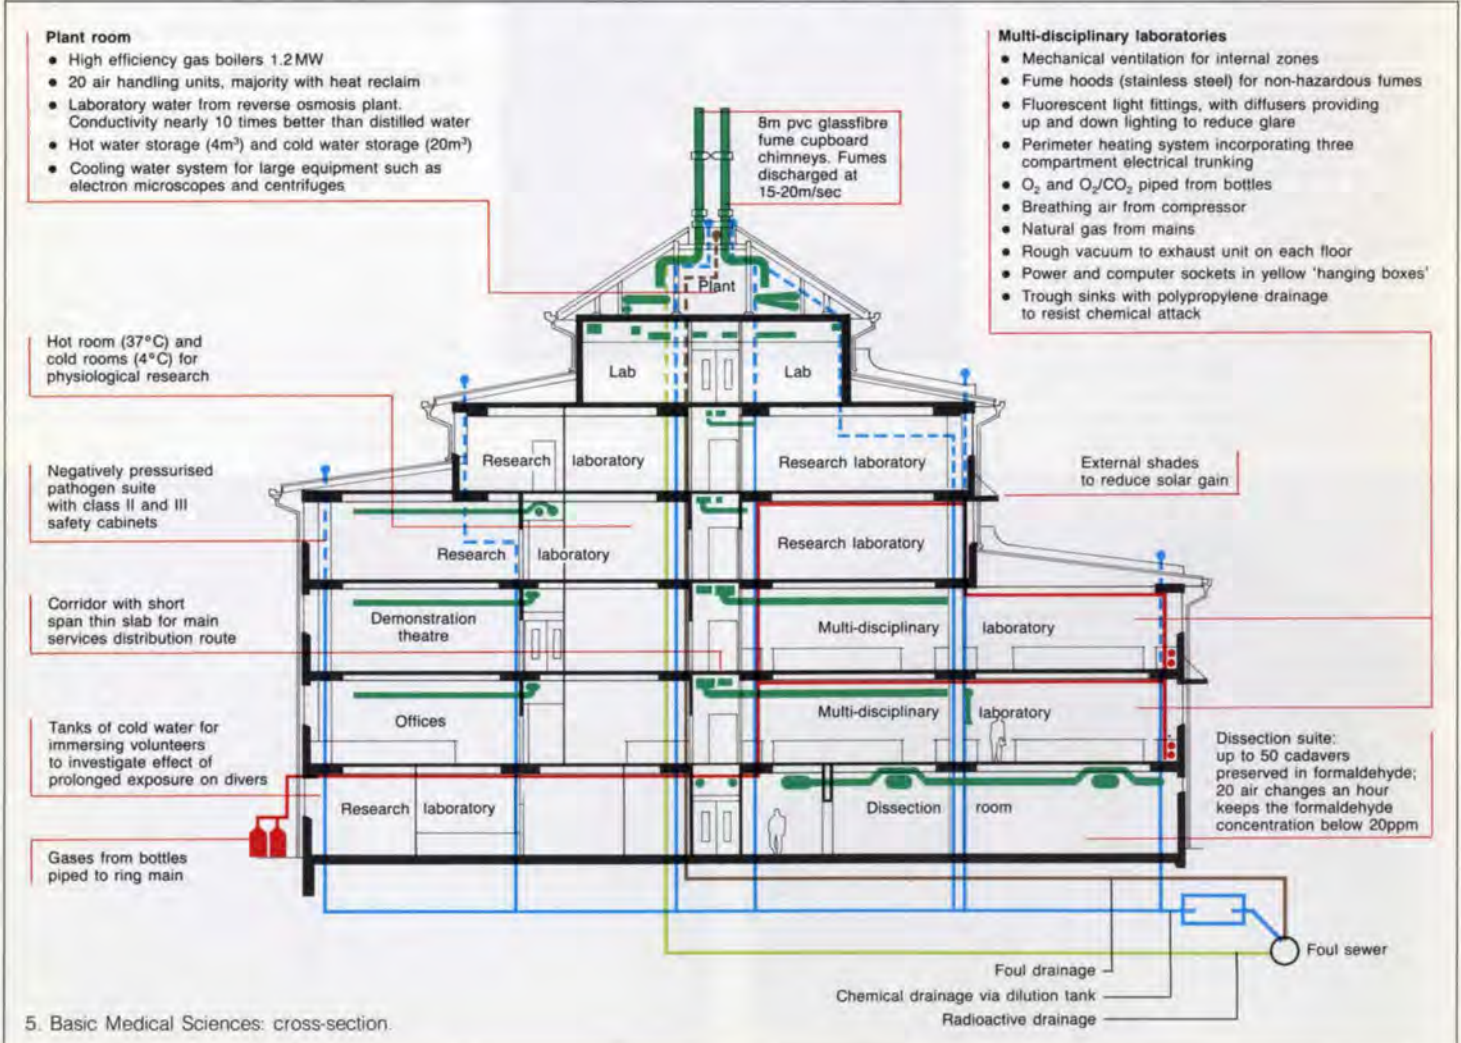 Plant room
• High efficiency gas boilers 1.2MW
• 20 air handling units, majority with heat reclaim
• Laboratory water from reverse osmosis plant.
Conductivity nearly 10 times better than distilled water
• Hot water storage (4m³) and cold water storage (20m³)
• Cooling water system for large equipment such as
electron microscopes and centrifuges
8m pvc glassfibre
fume cupboard
chimneys. Fumes
discharged at
15-20m/sec
Multi-disciplinary laboratories
• Mechanical ventilation for internal zones
• Fume hoods (stainless steel) for non-hazardous fumes
• Fluorescent light fittings, with diffusers providing
up and down lighting to reduce glare
• Perimeter heating system incorporating three
compartment electrical trunking
• O₂ and O₂/CO₂ piped from bottles
• Breathing air from compressor
• Natural gas from mains
• Rough vacuum to exhaust unit on each floor
• Power and computer sockets in yellow 'hanging boxes'
• Trough sinks with polypropylene drainage
to resist chemical attack
Hot room (37°C) and
cold rooms (4°C) for
physiological research
Negatively pressurised
pathogen suite
with class II and III
safety cabinets
Corridor with short
span thin slab for main
services distribution route
Tanks of cold water for
immersing volunteers
to investigate effect of
prolonged exposure on divers
Gases from bottles
piped to ring main
Plant
Lab
Lab
Research laboratory
Research laboratory
Research laboratory
Research laboratory
Demonstration
theatre
Multi-disciplinary laboratory
Offices
Multi-disciplinary laboratory
Research laboratory
Dissection room
External shades
to reduce solar gain
Dissection suite:
up to 50 cadavers
preserved in formaldehyde;
20 air changes an hour
keeps the formaldehyde
concentration below 20ppm
Foul sewer
Foul drainage
Chemical drainage via dilution tank
Radioactive drainage
5. Basic Medical Sciences: cross-section.